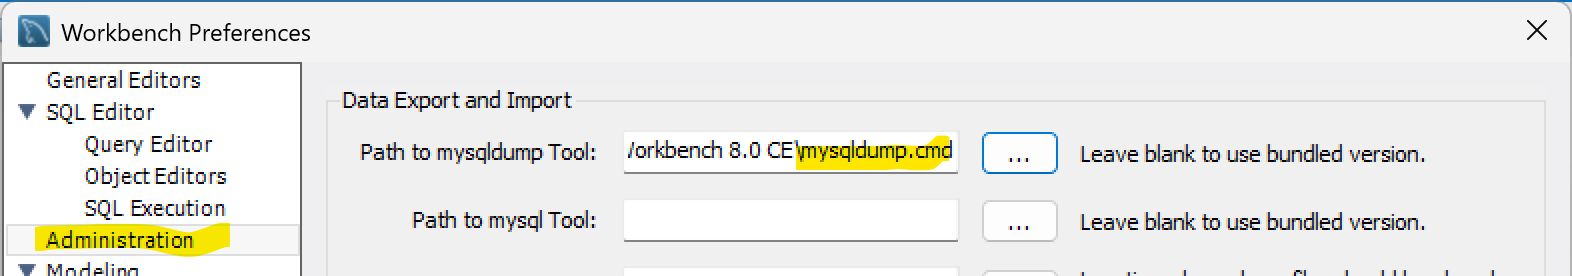 Workbench Preferences
General Editors
SQL Editor
Query Editor
Object Editors
SQL Execution
Administration
Modeling
Data Export and Import
Path to mysqldump Tool: /orkbench 8.0 CE\mysqldump.cmd ... Leave blank to use bundled version.
Path to mysql Tool: ... Leave blank to use bundled version.